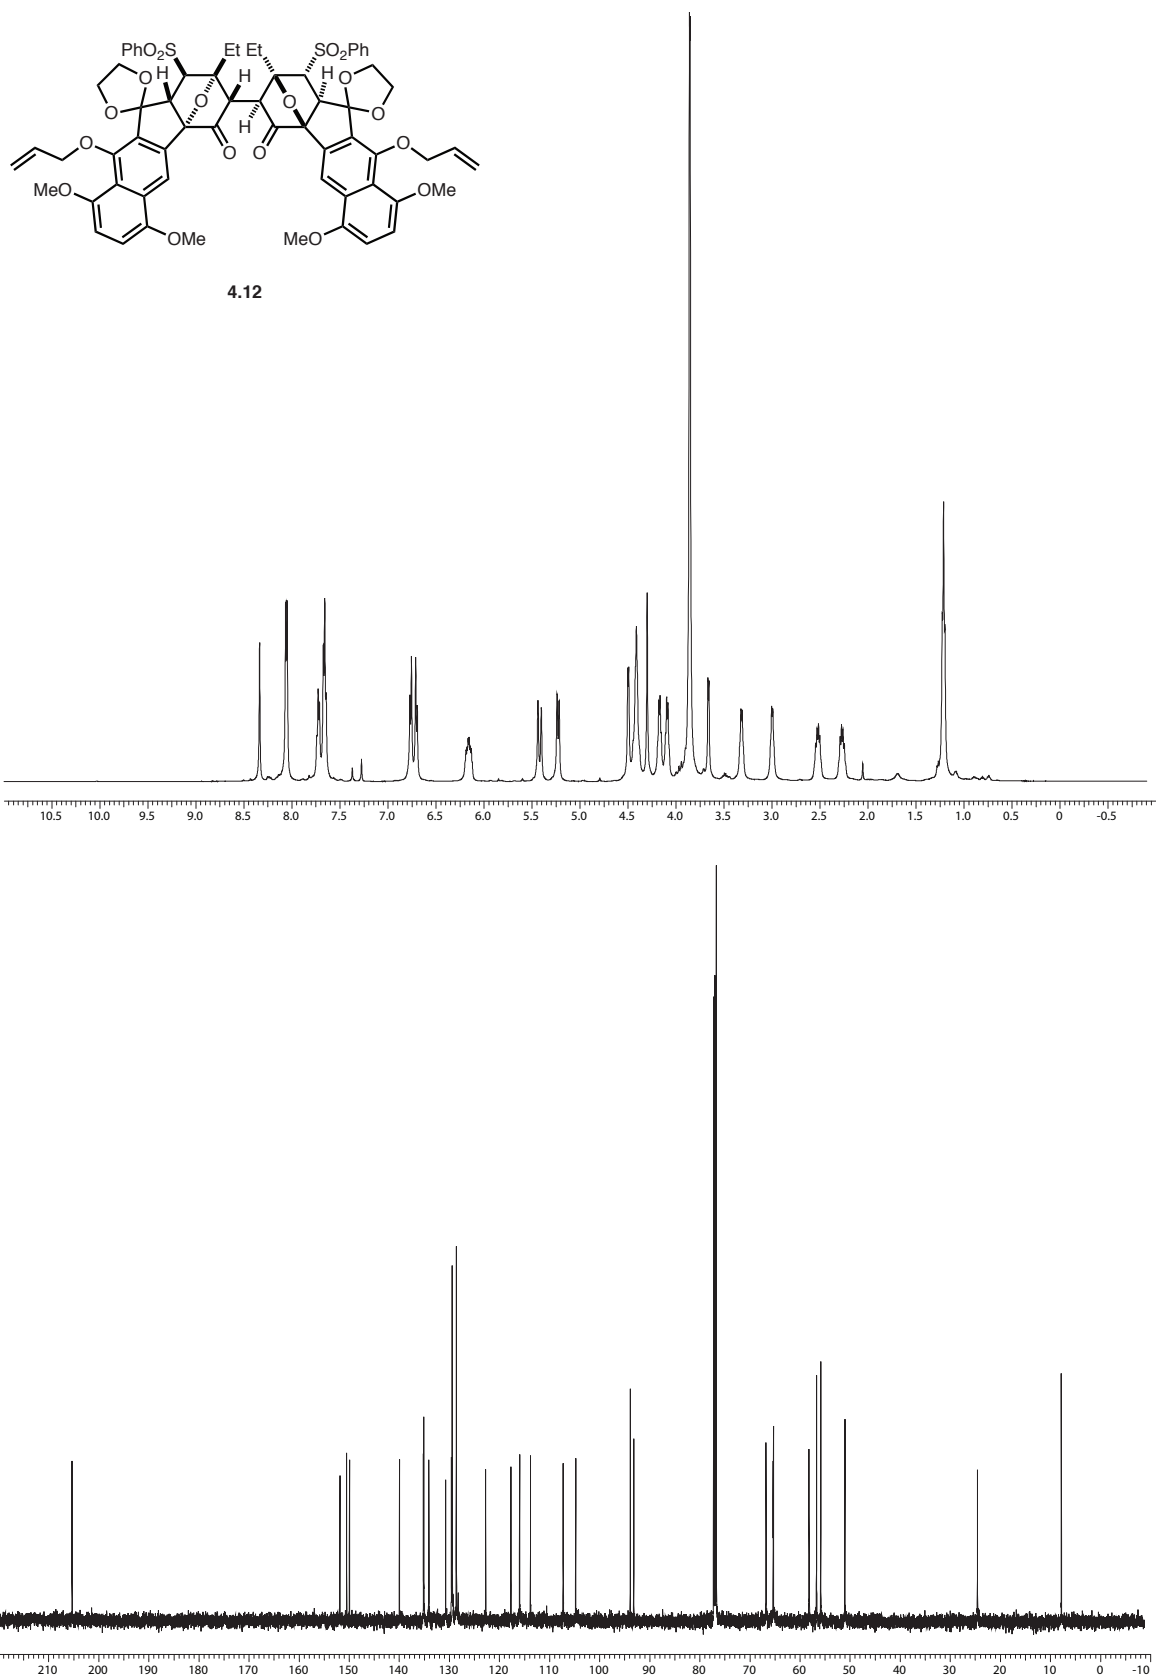 PhO2S Et Et SO2Ph
H H
O O H O O
O O O
H
O O O O
MeO OMe
OMe MeO
4.12
10.5 10.0 9.5 9.0 8.5 8.0 7.5 7.0 6.5 6.0 5.5 5.0 4.5 4.0 3.5 3.0 2.5 2.0 1.5 1.0 0.5 0 -0.5
210 200 190 180 170 160 150 140 130 120 110 100 90 80 70 60 50 40 30 20 10 0 -10